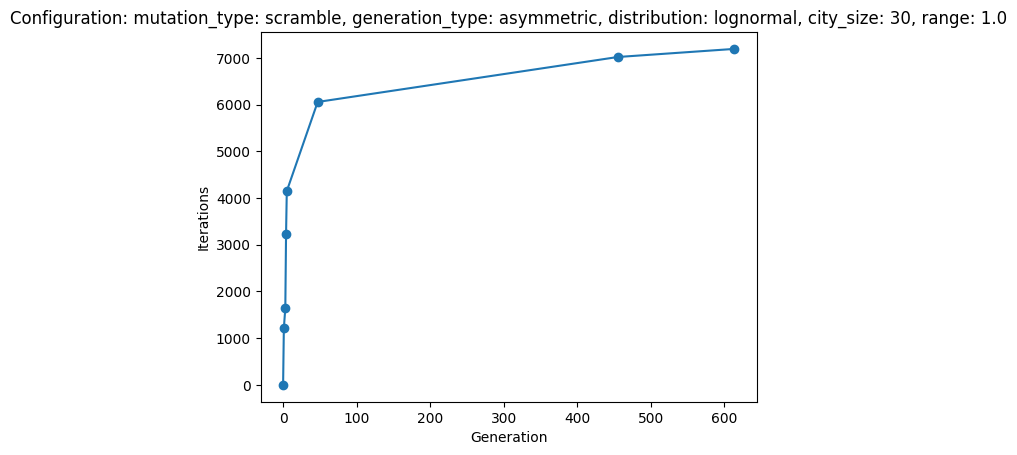 Configuration: mutation_type: scramble, generation_type: asymmetric, distribution: lognormal, city_size: 30, range: 1.0
7000
6000
5000
4000
3000
2000
1000
0
Iterations
0 100 200 300 400 500 600
Generation